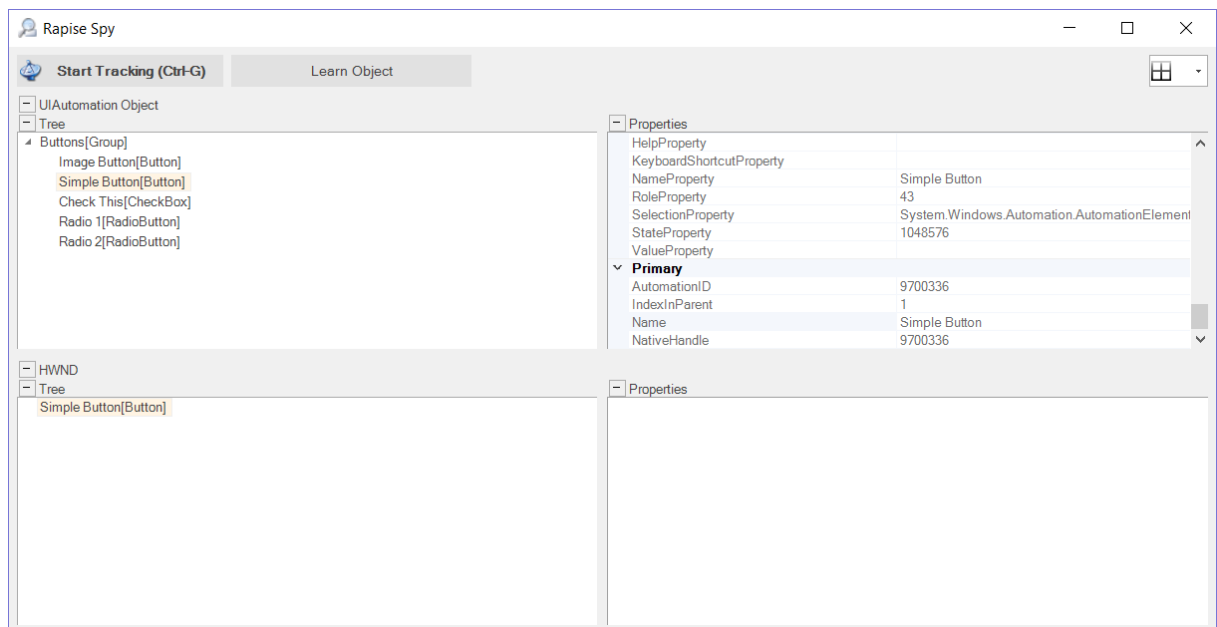 Rapise Spy
Start Tracking (Ctrl-G)
Learn Object
UIAutomation Object
Tree
Buttons[Group]
Image Button[Button]
Simple Button[Button]
Check This[CheckBox]
Radio 1[RadioButton]
Radio 2[RadioButton]
Properties
HelpProperty
KeyboardShortcutProperty
NameProperty Simple Button
RoleProperty 43
SelectionProperty System.Windows.Automation.AutomationElement
StateProperty 1048576
ValueProperty
Primary
AutomationID 9700336
IndexInParent 1
Name Simple Button
NativeHandle 9700336
HWND
Tree
Simple Button[Button]
Properties